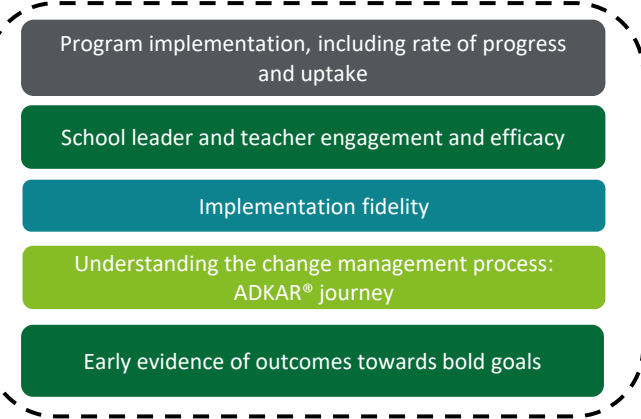 Program implementation, including rate of progress
and uptake
School leader and teacher engagement and efficacy
Implementation fidelity
Understanding the change management process:
ADKAR® journey
Early evidence of outcomes towards bold goals